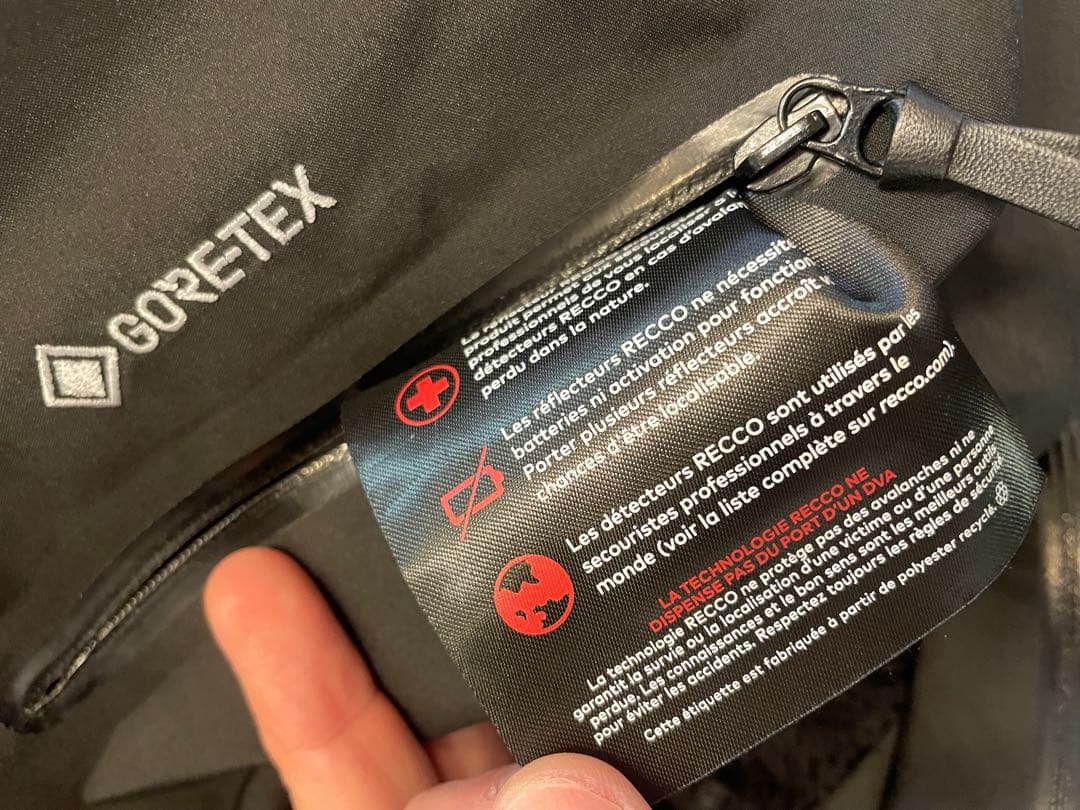 GORE-TEX
produit permet
professionnels de vous localiser à
détecteurs RECCO en cas d'avalan
perdu dans la nature.
Les réflecteurs RECCO ne nécessite
batteries ni activation pour fonction
Porter plusieurs réflecteurs accroît
chances d'être localisable.
Les détecteurs RECCO sont utilisés par les
secouristes professionnels à travers le
monde (voir la liste complète sur recco.com).
LA TECHNOLOGIE RECCO NE
DISPENSE PAS DU PORT D'UN DVA
La technologie RECCO ne protège pas des avalanches ni ne
garantit la survie ou la localisation d'une victime ou d'une personne
perdue. Les connaissances et le bon sens sont les meilleurs outils
pour éviter les accidents. Respectez toujours les règles de sécurité
Cette étiquette est fabriquée à partir de polyester recyclé.